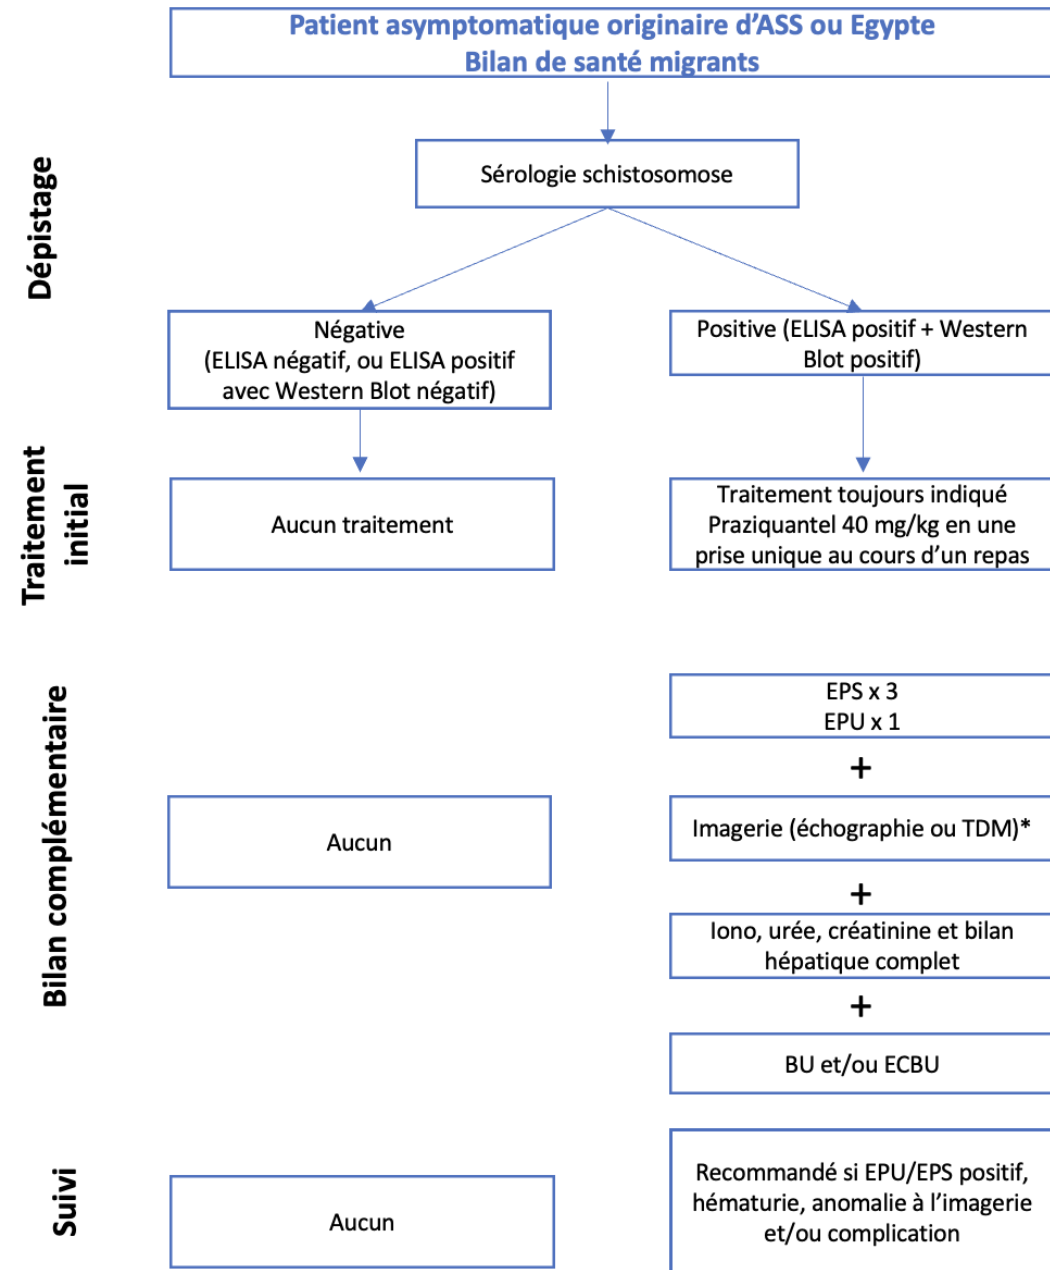 Patient asymptomatique originaire d'ASS ou Egypte
Bilan de santé migrants
Dépistage
Sérologie schistosomose
Négative
(ELISA négatif, ou ELISA positif
avec Western Blot négatif)
Positive (ELISA positif + Western
Blot positif)
Traitement
initial
Aucun traitement
Traitement toujours indiqué
Praziquantel 40 mg/kg en une
prise unique au cours d'un repas
Bilan complémentaire
Aucun
EPS x 3
EPU x 1
+
Imagerie (échographie ou TDM)*
+
Iono, urée, créatinine et bilan
hépatique complet
+
BU et/ou ECBU
Suivi
Aucun
Recommandé si EPU/EPS positif,
hématurie, anomalie à l'imagerie
et/ou complication